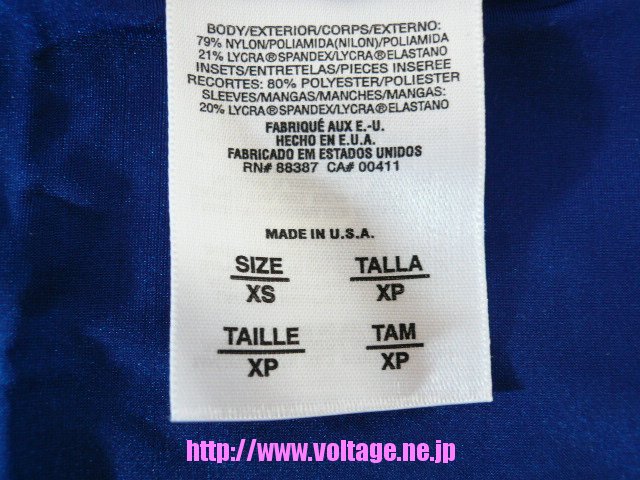 BODY/EXTERIOR/CORPS/EXTERNO:
79% NYLON/POLIAMIDA(NILON)/POLIAMIDA
21% LYCRA®SPANDEX/LYCRA®ELASTANO
INSETS/ENTRETELAS/PIECES INSEREE
RECORTES: 80% POLYESTER/POLIESTER
SLEEVES/MANGAS/MANCHES/MANGAS:
20% LYCRA®SPANDEX/LYCRA®ELASTANO
FABRIQUÉ AUX E.-U.
HECHO EN E.U.A.
FABRICADO EM ESTADOS UNIDOS
RN# 88387 CA# 00411
MADE IN U.S.A.
SIZE TALLA
XS XP
TAILLE TAM
XP XP
http://www.voltage.ne.jp